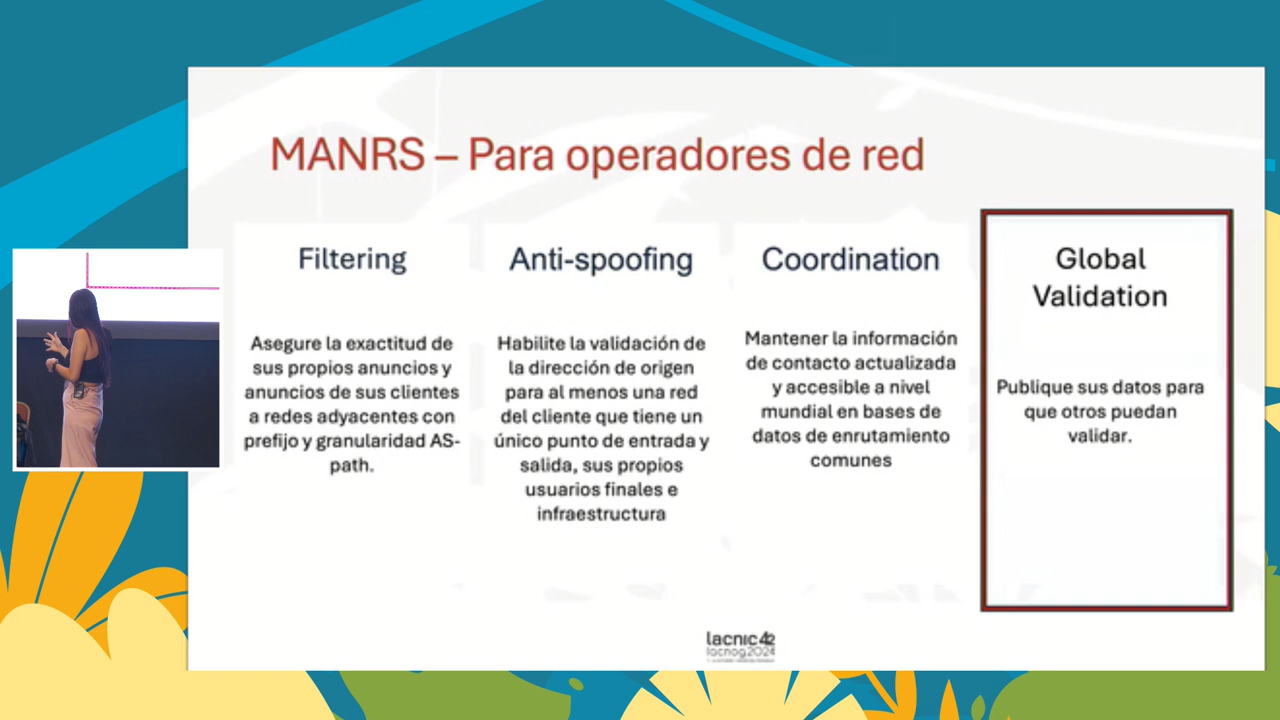 MANRS – Para operadores de red
Filtering
Asegure la exactitud de
sus propios anuncios y
anuncios de sus clientes
a redes adyacentes con
prefijo y granularidad AS-
path.
Anti-spoofing
Habilite la validación de
la dirección de origen
para al menos una red
del cliente que tiene un
único punto de entrada y
salida, sus propios
usuarios finales e
infraestructura
Coordination
Mantener la información
de contacto actualizada
y accesible a nivel
mundial en bases de
datos de enrutamiento
comunes
Global
Validation
Publique sus datos para
que otros puedan
validar.
lacnic42
lacnog2024